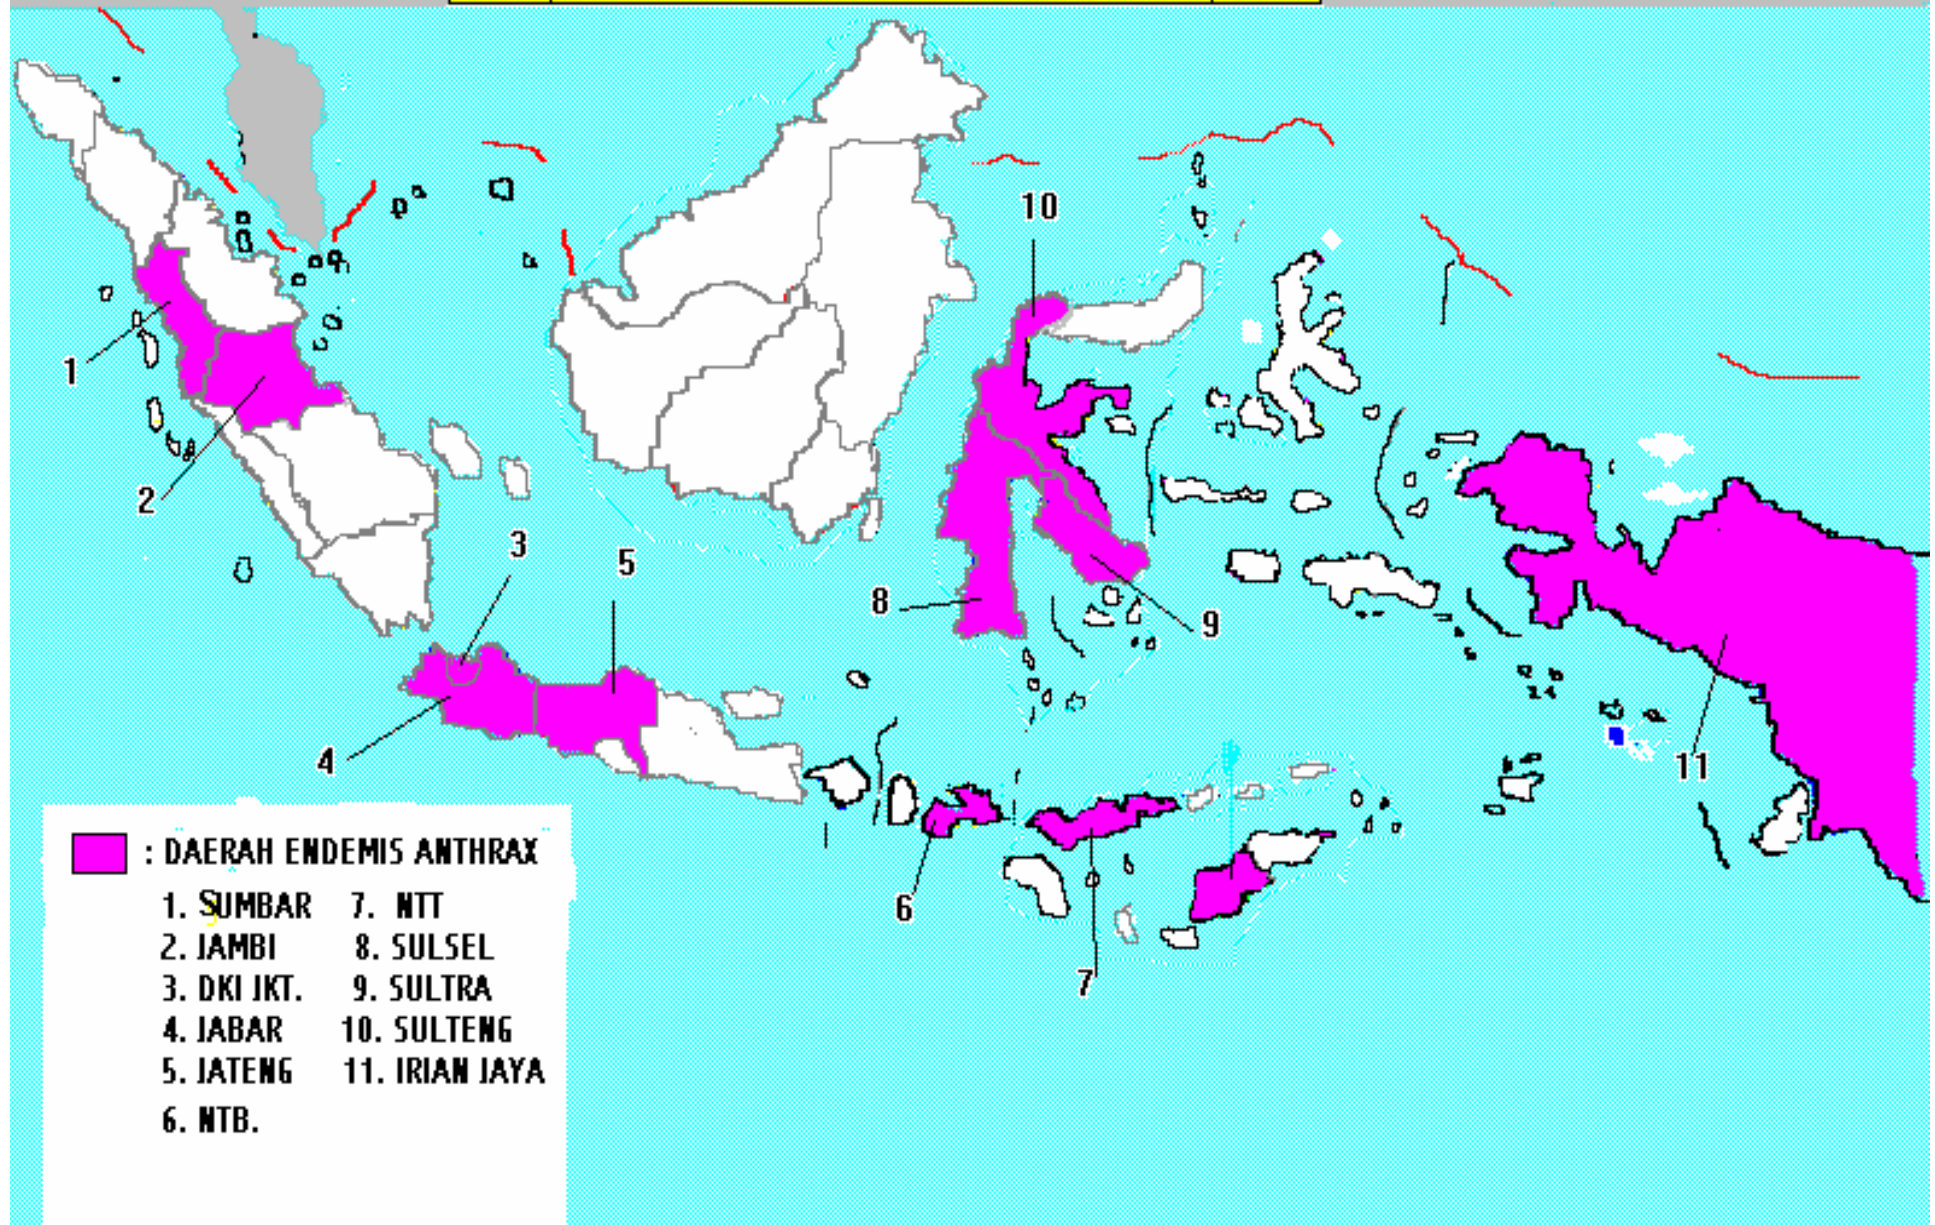 10
1
2
3
5
8
9
4
11
6
7
: DAERAH ENDEMIS ANTHRAX
1. SUMBAR 7. NTT
2. JAMBI 8. SULSEL
3. DKI JKT. 9. SULTRA
4. JABAR 10. SULTENG
5. JATENG 11. IRIAN JAYA
6. NTB.